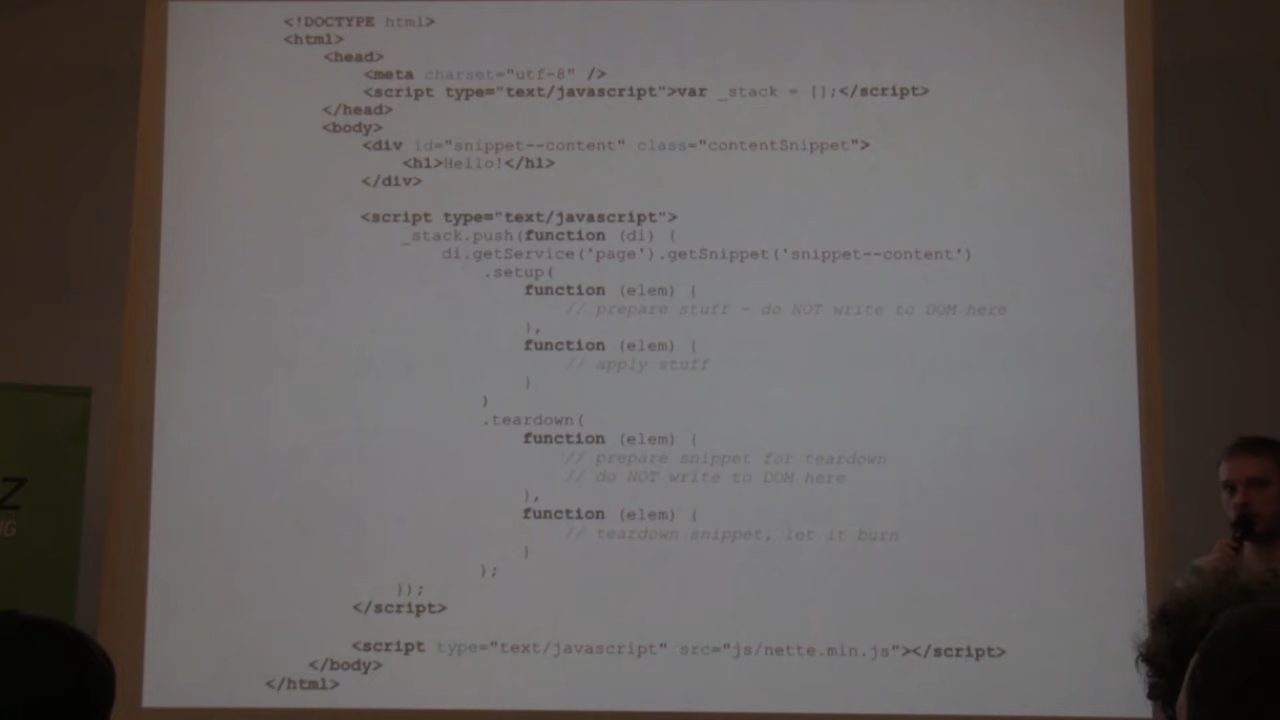 <!DOCTYPE html>
<html>
<head>
<meta charset="utf-8" />
<script type="text/javascript">var _stack = [];</script>
</head>
<body>
<div id="snippet--content" class="contentSnippet">
<h1>Hello!</h1>
</div>
<script type="text/javascript">
_stack.push(function (di) {
di.getService('page').getSnippet('snippet--content')
.setup(
function (elem) {
// prepare stuff - do NOT write to DOM here
},
function (elem) {
// apply stuff
}
)
.teardown(
function (elem) {
// prepare snippet for teardown
// do NOT write to DOM here
},
function (elem) {
// teardown snippet, let it burn
}
);
});
</script>
<script type="text/javascript" src="js/nette.min.js"></script>
</body>
</html>
Z
G